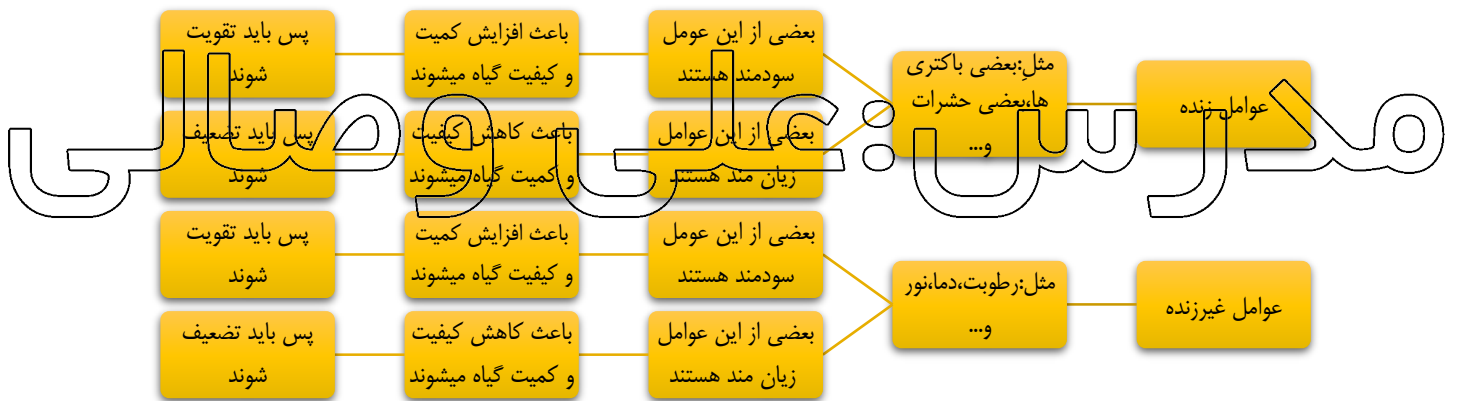 عوامل زنده
مثلِ:بعضی باکتری
ها،بعضی حشرات
و...
بعضی از این عومل
سودمند هستند
باعث افزایش کمیت
و کیفیت گیاه میشوند
پس باید تقویت
شوند
بعضی از این عوامل
زیان مند هستند
باعث کاهش کیفیت
و کمیت گیاه میشوند
پس باید تضعیف
شوند
عوامل غیرزنده
مثل:رطوبت،دما،نور
و...
بعضی از این عومل
سودمند هستند
باعث افزایش کمیت
و کیفیت گیاه میشوند
پس باید تقویت
شوند
بعضی از این عوامل
زیان مند هستند
باعث کاهش کیفیت
و کمیت گیاه میشوند
پس باید تضعیف
شوند
مدرس:علی وصالی